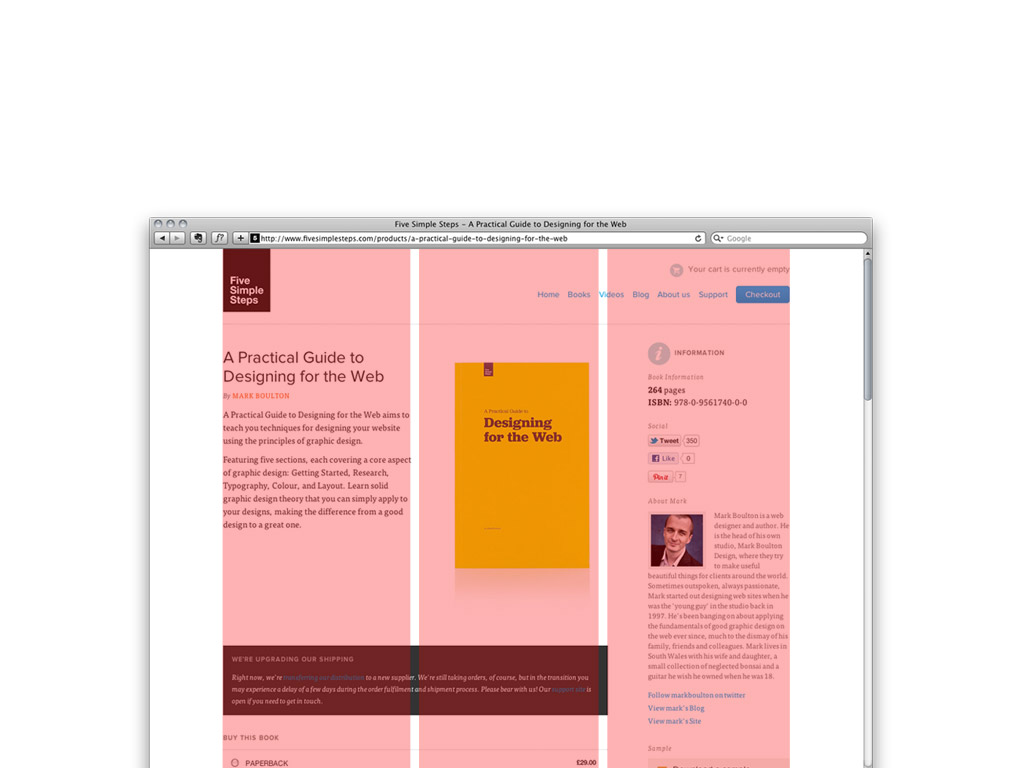 Five Simple Steps – A Practical Guide to Designing for the Web
http://www.fivesimplesteps.com/products/a-practical-guide-to-designing-for-the-web
Google
Five
Simple
Steps
Your cart is currently empty
Home Books Videos Blog About us Support Checkout
A Practical Guide to
Designing for the Web
By MARK BOULTON
A Practical Guide to Designing for the Web aims to
teach you techniques for designing your website
using the principles of graphic design.
Featuring five sections, each covering a core aspect
of graphic design: Getting Started, Research,
Typography, Colour, and Layout. Learn solid
graphic design theory that you can simply apply to
your designs, making the difference from a good
design to a great one.
A Practical Guide to
Designing
for the Web
INFORMATION
Book Information
264 pages
ISBN: 978-0-9561740-0-0
Social
Tweet 350
Like 0
Pin it 7
About Mark
Mark Boulton is a web
designer and author. He
is the head of his own
studio, Mark Boulton
Design, where they try
to make useful
beautiful things for clients around the world.
Sometimes outspoken, always passionate,
Mark started out designing web sites when he
was the 'young guy' in the studio back in
1997. He's been banging on about applying
the fundamentals of good graphic design on
the web ever since, much to the dismay of his
family, friends and colleagues. Mark lives in
South Wales with his wife and daughter, a
small collection of neglected bonsai and a
guitar he wish he owned when he was 18.
Follow markboulton on twitter
View mark's Blog
View mark's Site
Sample
WE'RE UPGRADING OUR SHIPPING
Right now, we're transferring our distribution to a new supplier. We're still taking orders, of course, but in the transition you
may experience a delay of a few days during the order fulfilment and shipment process. Please bear with us! Our support site is
open if you need to get in touch.
BUY THIS BOOK
PAPERBACK £29.00